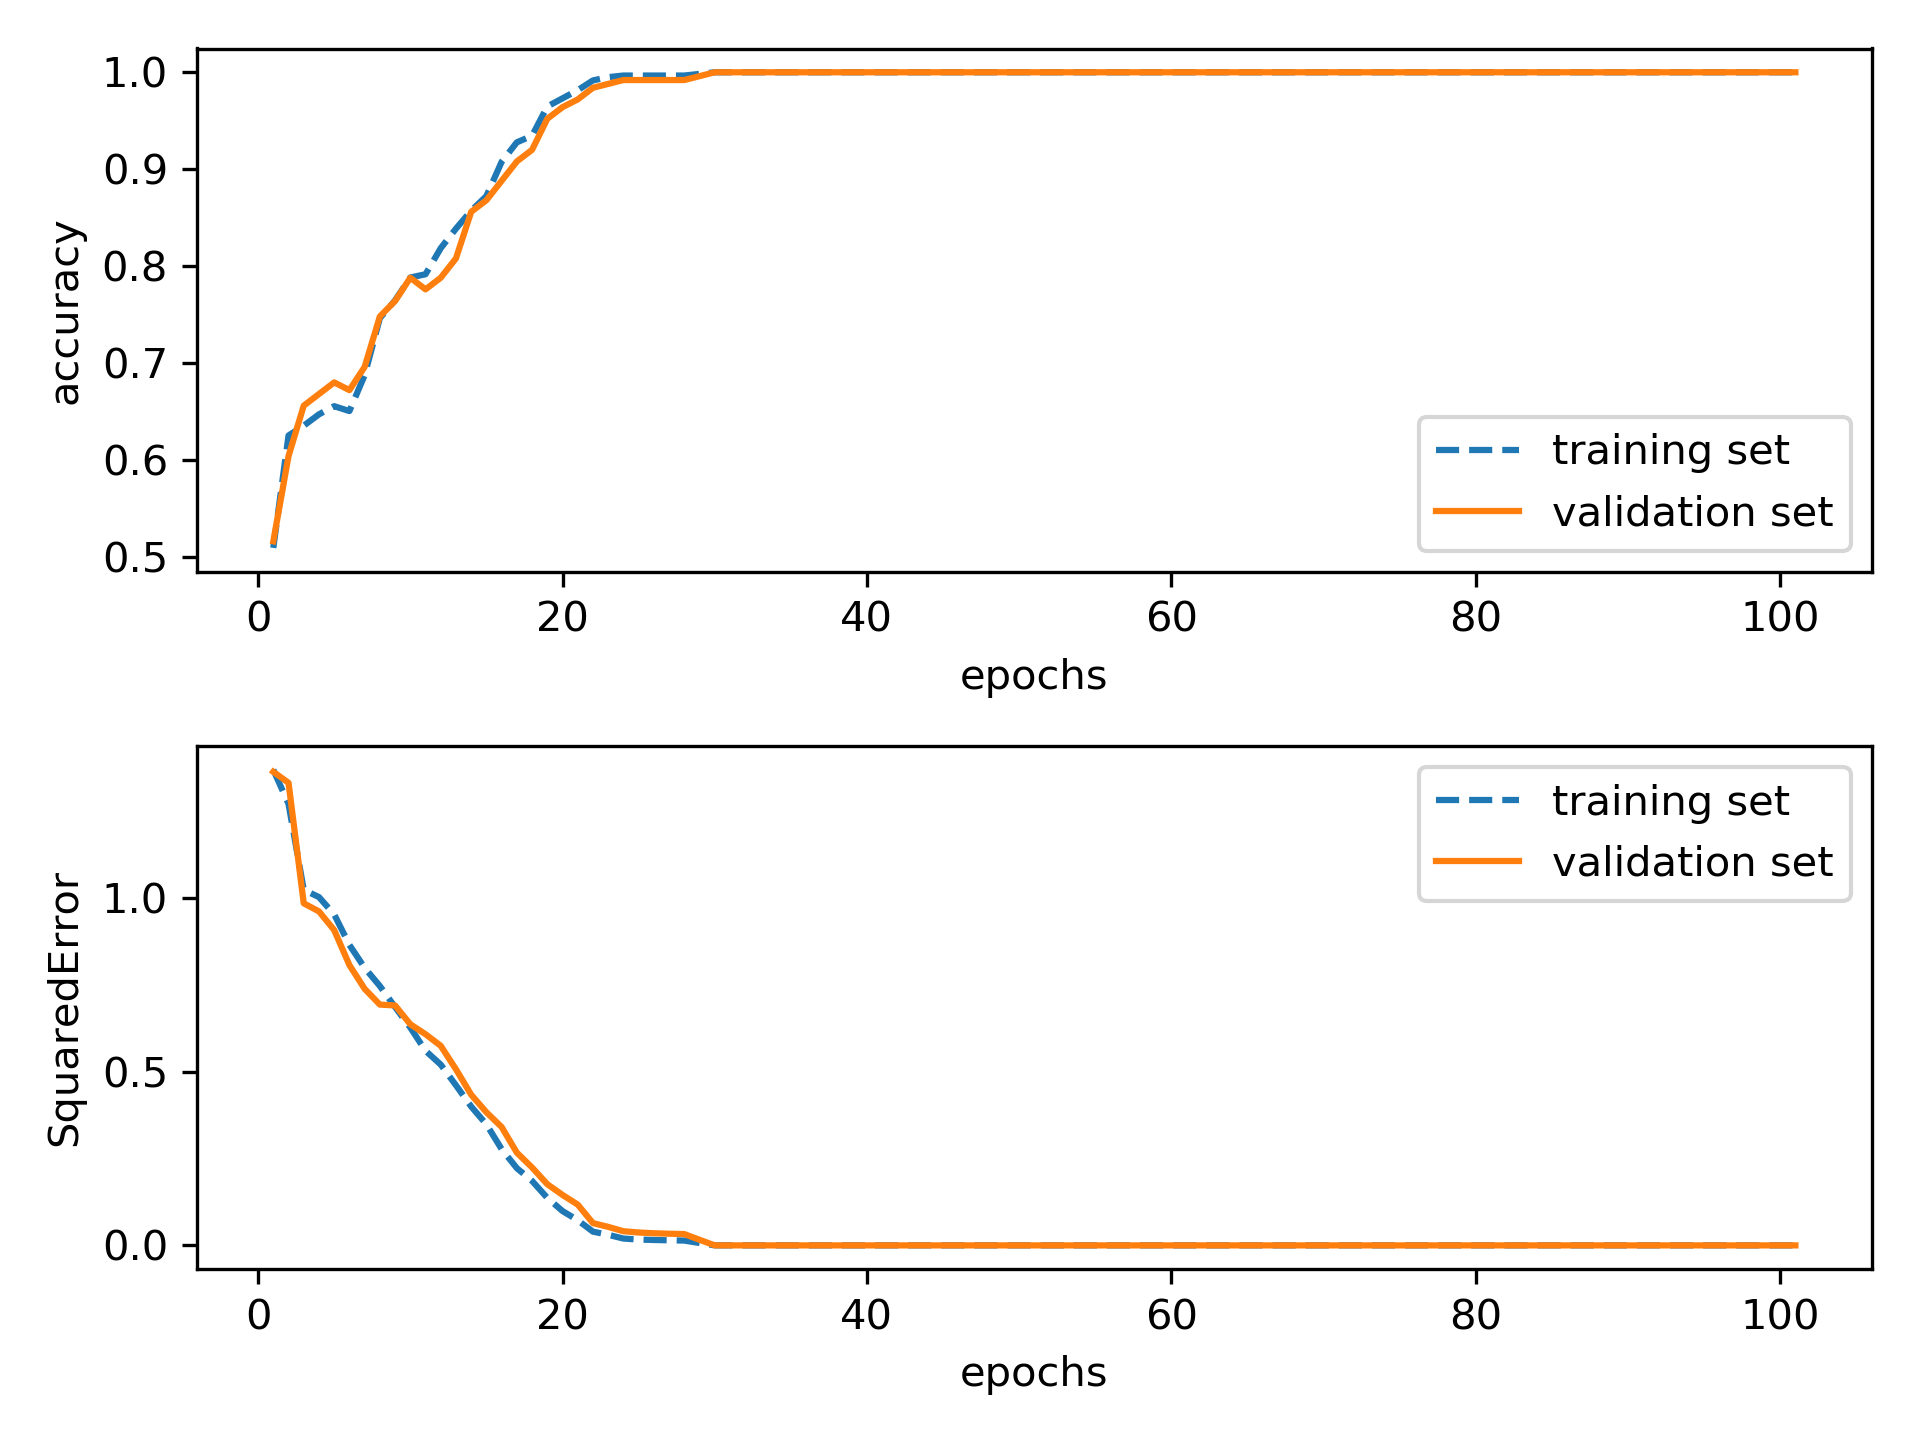 1.0
0.9
0.8
0.7
0.6
0.5
accuracy
training set
validation set
0 20 40 60 80 100
epochs
training set
validation set
1.0
0.5
0.0
SquaredError
0 20 40 60 80 100
epochs